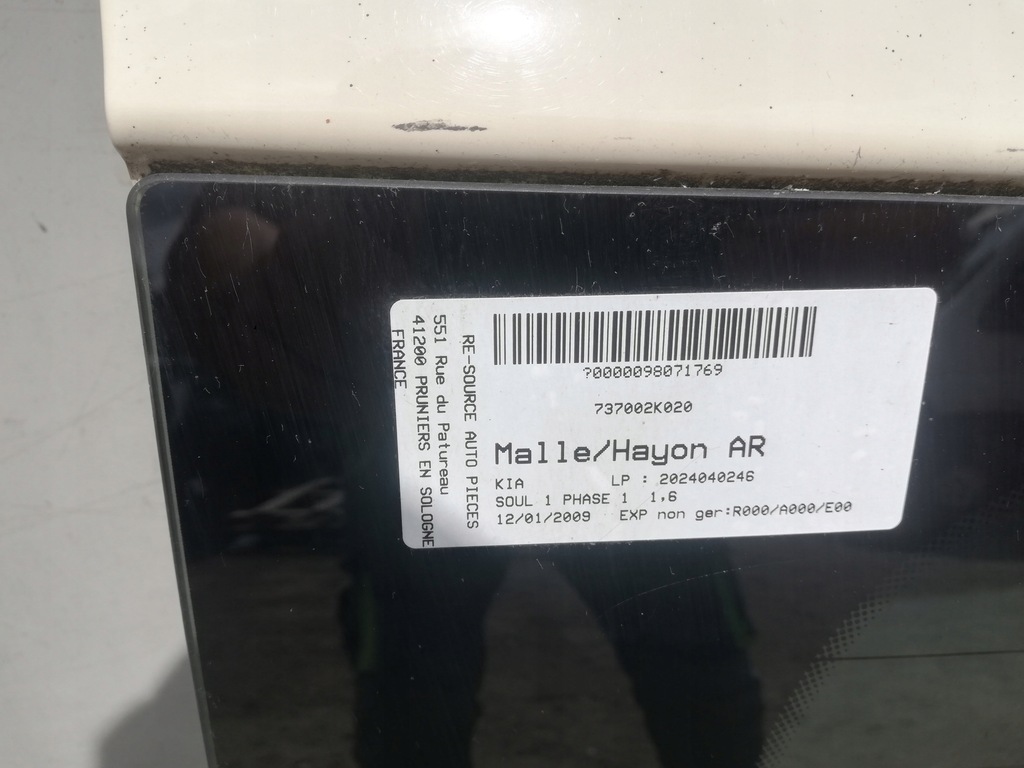 ?0000098071769
737002K020
Malle/Hayon AR
KIA LP : 2024040246
SOUL 1 PHASE 1 1,6
12/01/2009 EXP non ger:R000/A000/E00
RE-SOURCE AUTO PIECES
551 Rue du Patureau
41200 PRUNIERS EN SOLOGNE
FRANCE